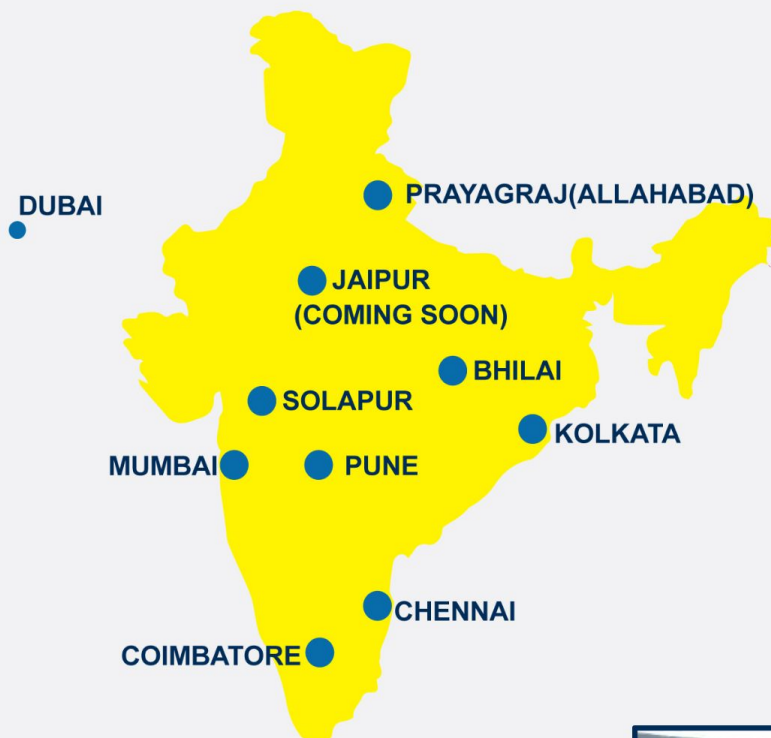 PRAYAGRAJ(ALLAHABAD)
DUBAI
JAIPUR
(COMING SOON)
BHILAI
SOLAPUR
KOLKATA
MUMBAI
PUNE
CHENNAI
COIMBATORE